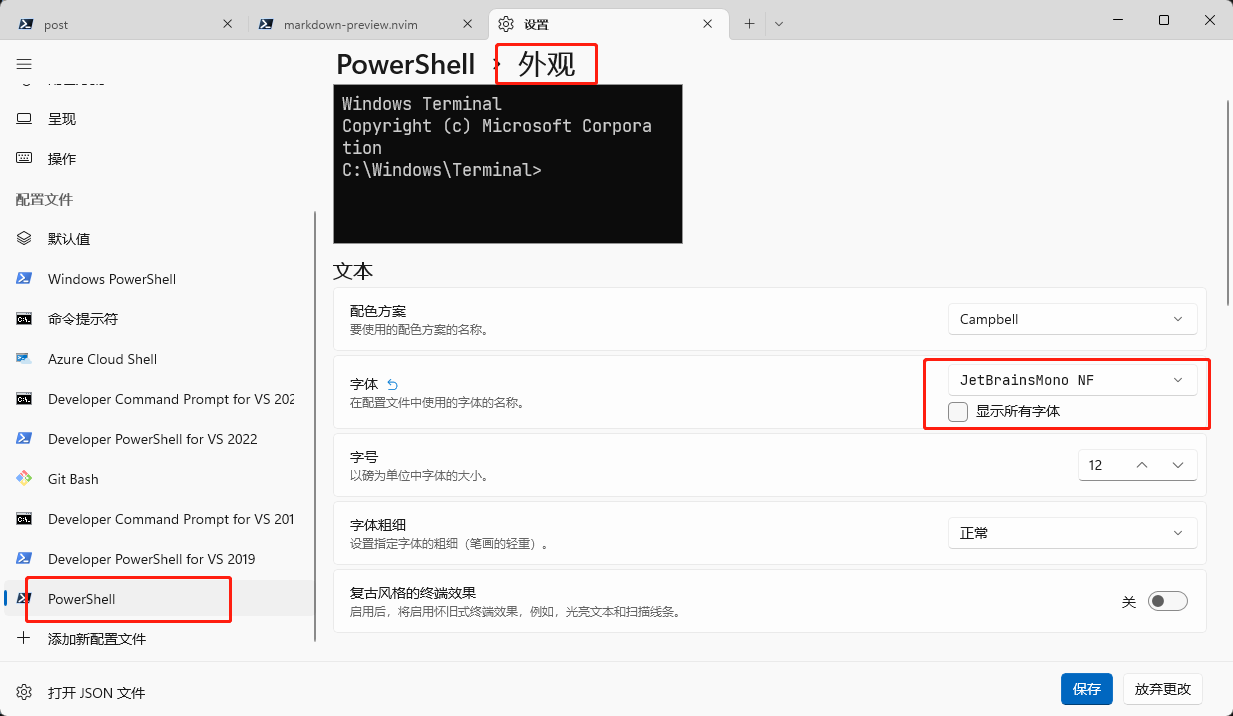 post
markdown-preview.nvim
设置
PowerShell › 外观
呈现
操作
配置文件
默认值
Windows PowerShell
命令提示符
Azure Cloud Shell
Developer Command Prompt for VS 202
Developer PowerShell for VS 2022
Git Bash
Developer Command Prompt for VS 201
Developer PowerShell for VS 2019
PowerShell
添加新配置文件
打开 JSON 文件
Windows Terminal
Copyright (c) Microsoft Corpora
tion
C:\Windows\Terminal>
文本
配色方案
要使用的配色方案的名称。
Campbell
字体
在配置文件中使用的字体的名称。
JetBrainsMono NF
显示所有字体
字号
以磅为单位中字体的大小。
12
字体粗细
设置指定字体的粗细（笔画的轻重）。
正常
复古风格的终端效果
启用后，将启用怀旧式终端效果，例如，光亮文本和扫描线条。
关
保存
放弃更改